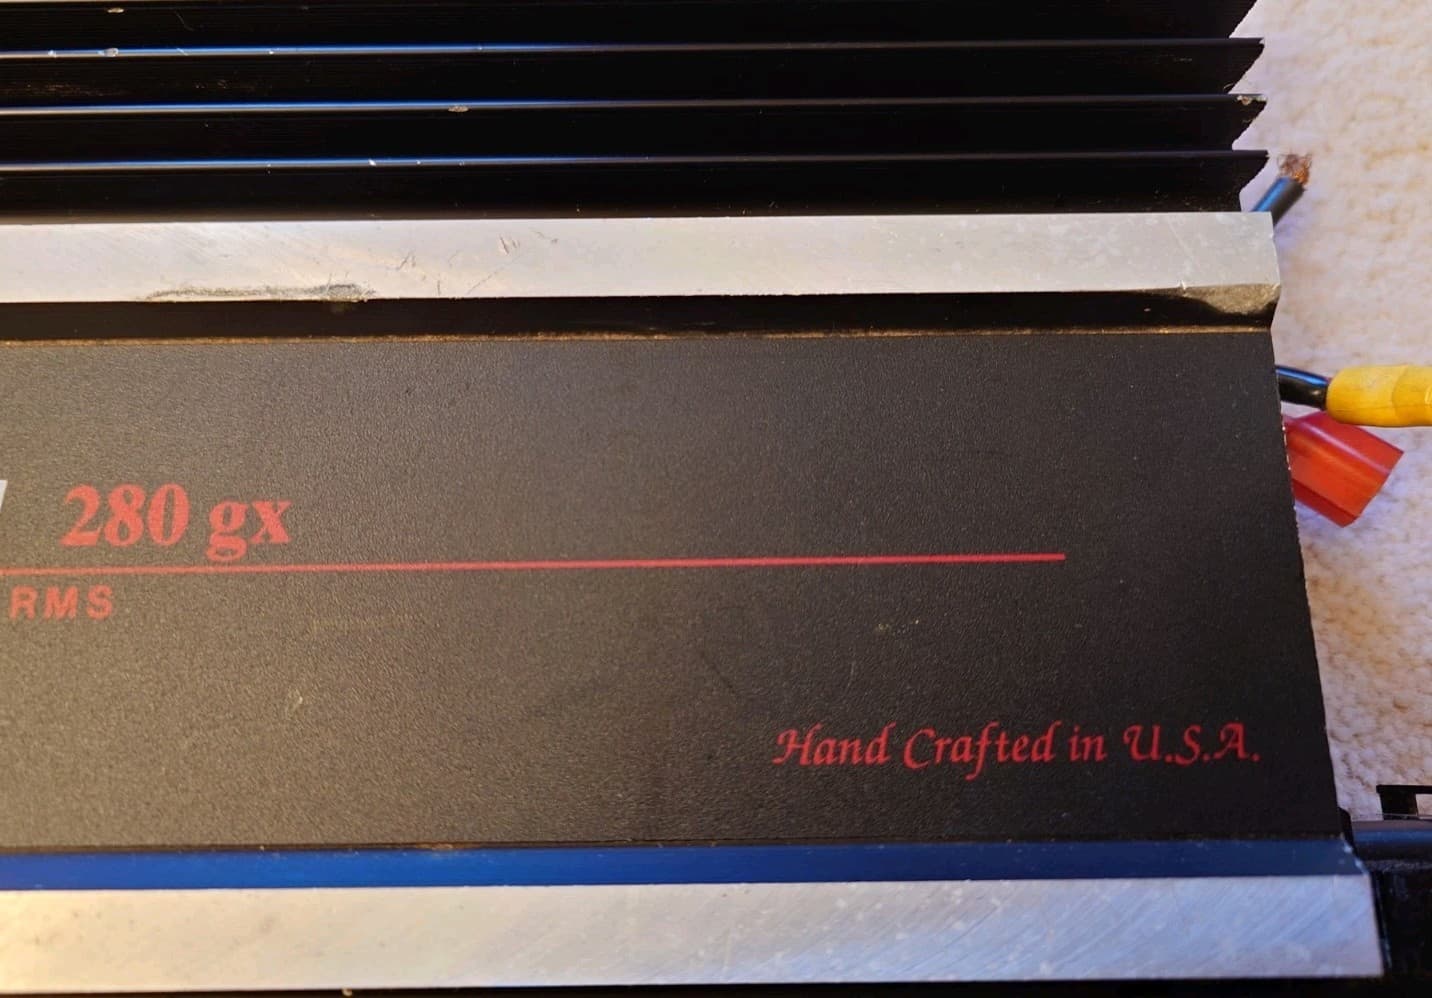 280 gx
RMS
Hand Crafted in U.S.A.